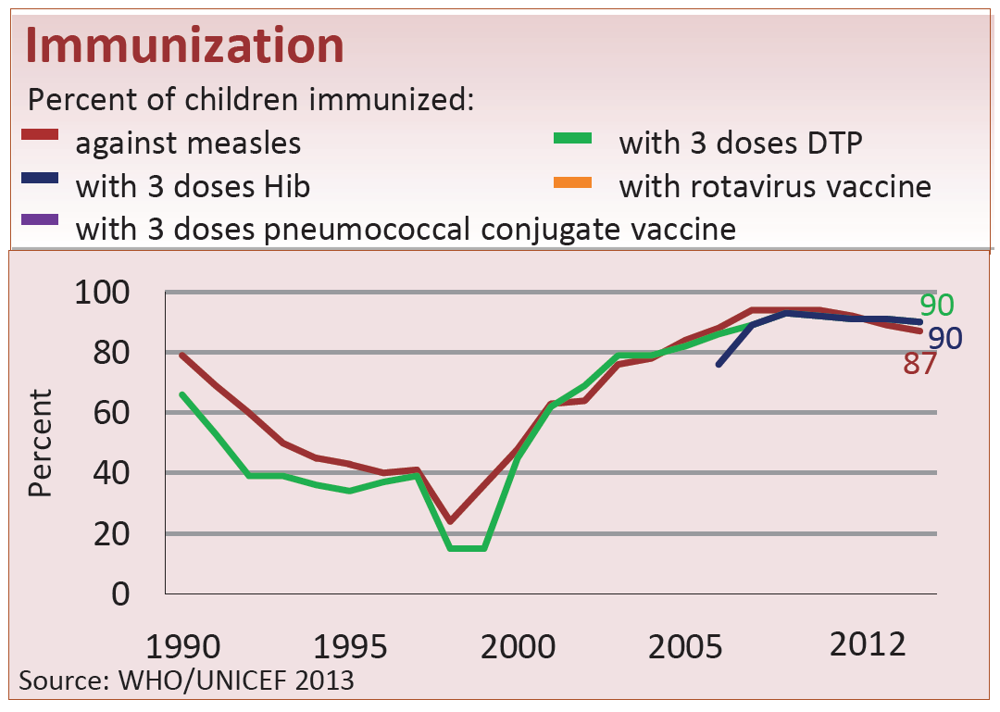 Immunization
Percent of children immunized:
against measles
with 3 doses DTP
with 3 doses Hib
with rotavirus vaccine
with 3 doses pneumococcal conjugate vaccine
100
80
60
40
20
0
Percent
90
90
87
1990 1995 2000 2005 2012
Source: WHO/UNICEF 2013